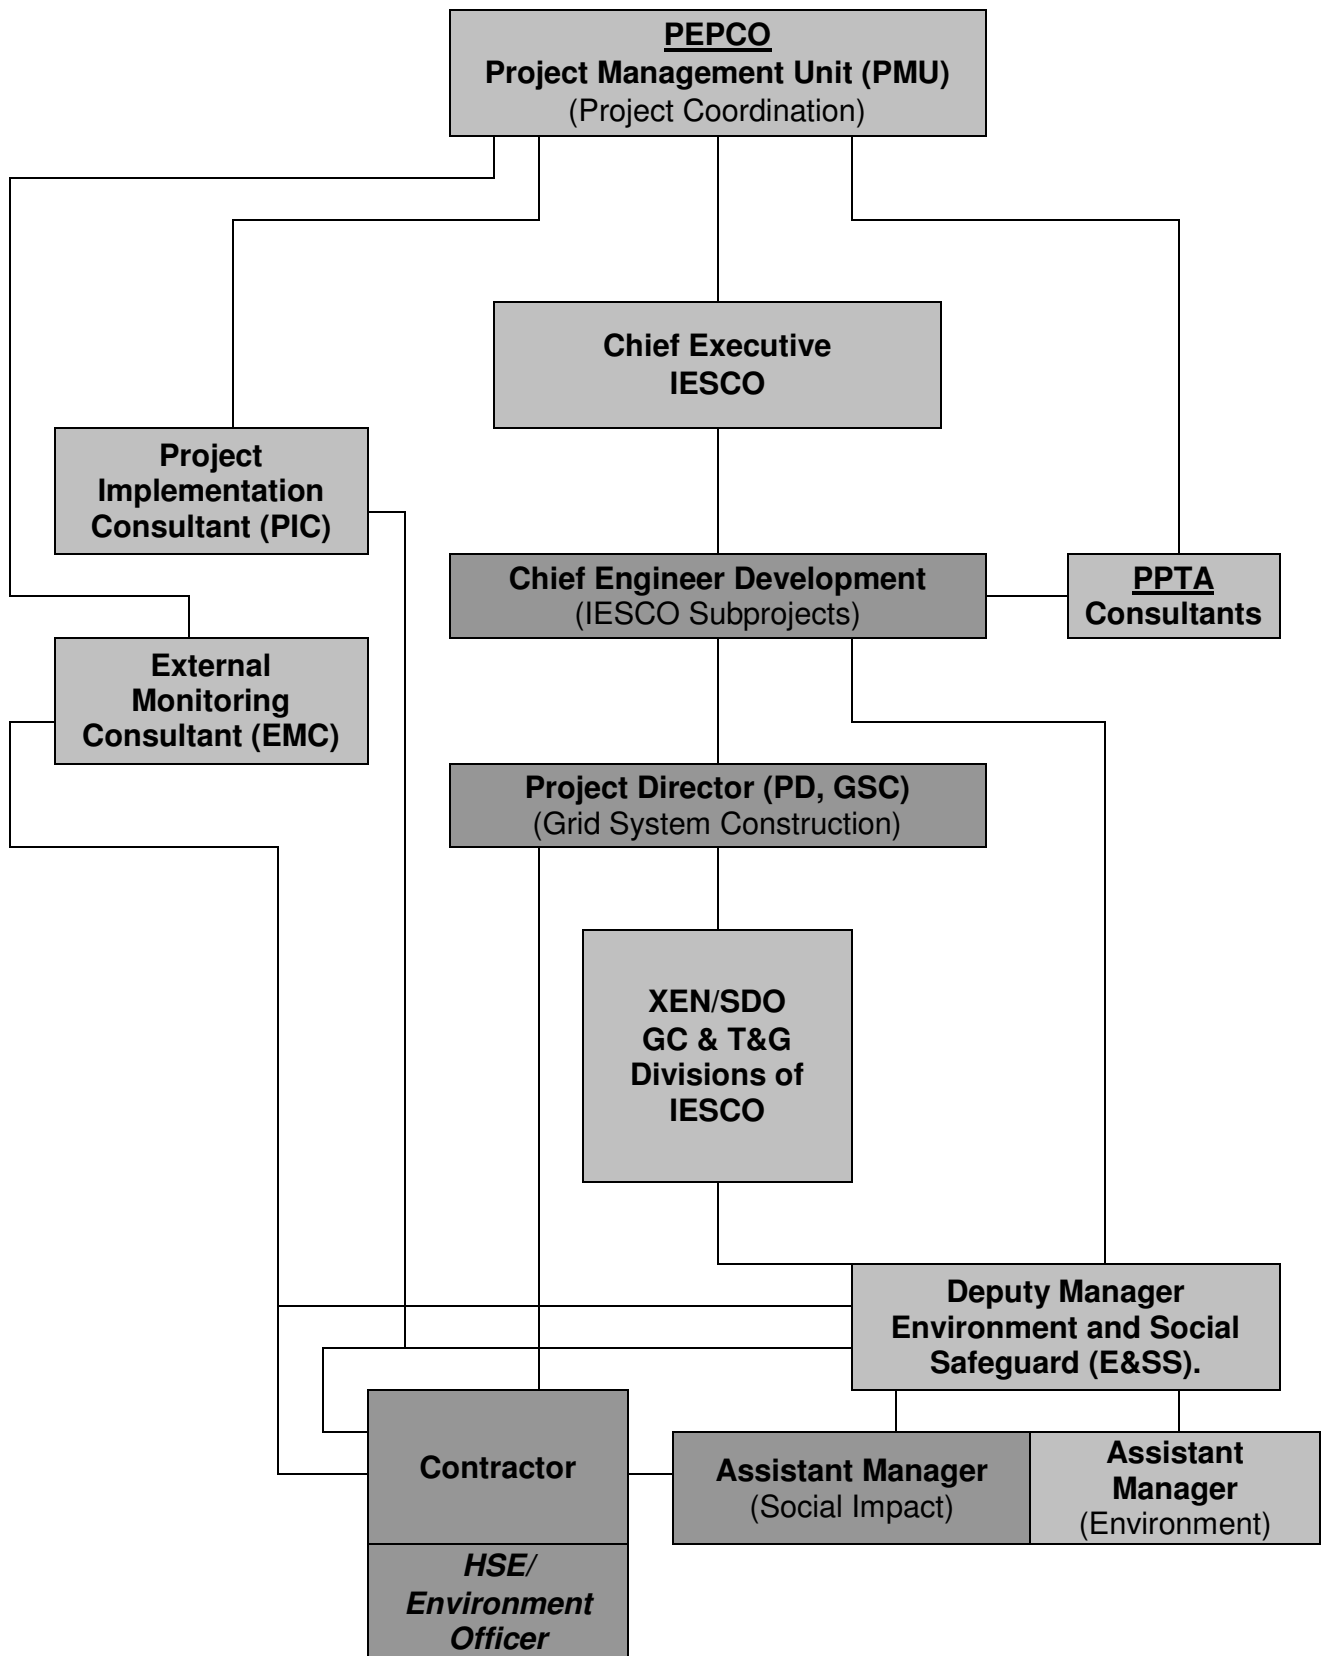 PEPCO
Project Management Unit (PMU)
(Project Coordination)
Chief Executive
IESCO
Project
Implementation
Consultant (PIC)
Chief Engineer Development
(IESCO Subprojects)
PPTA
Consultants
External
Monitoring
Consultant (EMC)
Project Director (PD, GSC)
(Grid System Construction)
XEN/SDO
GC & T&G
Divisions of
IESCO
Deputy Manager
Environment and Social
Safeguard (E&SS).
Contractor
Assistant Manager
(Social Impact)
Assistant
Manager
(Environment)
HSE/
Environment
Officer